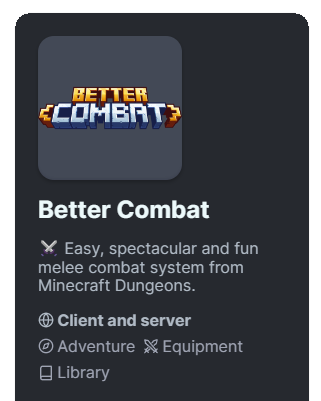 BETTER
COMBAT
Better Combat
⚔ Easy, spectacular and fun
melee combat system from
Minecraft Dungeons.
Client and server
Adventure Equipment
Library